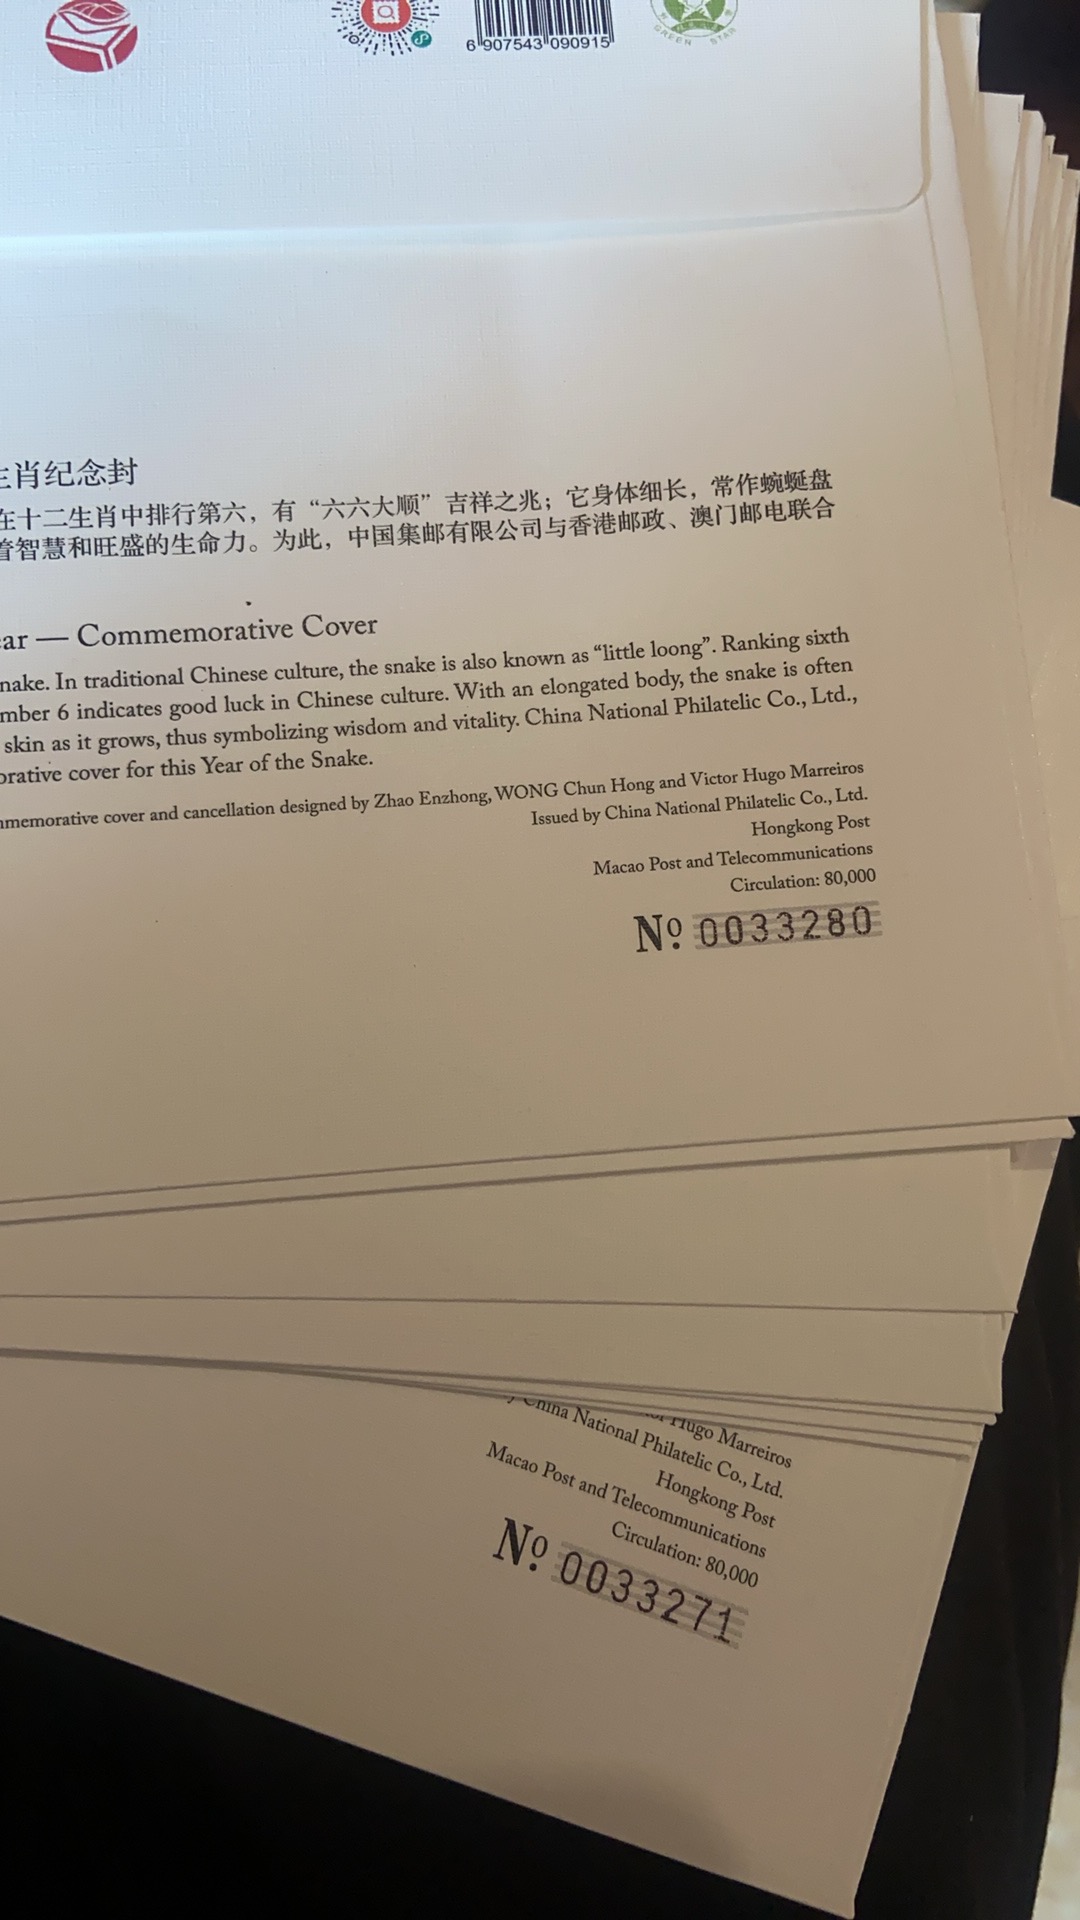 6 907543 090915
GREEN STAR
生肖纪念封
在十二生肖中排行第六，有“六六大顺”吉祥之兆；它身体细长，常作蜿蜒盘
着智慧和旺盛的生命力。为此，中国集邮有限公司与香港邮政、澳门邮电联合
ear — Commemorative Cover
nake. In traditional Chinese culture, the snake is also known as “little loong”. Ranking sixth
mber 6 indicates good luck in Chinese culture. With an elongated body, the snake is often
skin as it grows, thus symbolizing wisdom and vitality. China National Philatelic Co., Ltd.,
orative cover for this Year of the Snake.
mmemorative cover and cancellation designed by Zhao Enzhong, WONG Chun Hong and Victor Hugo Marreiros
Issued by China National Philatelic Co., Ltd.
Hongkong Post
Macao Post and Telecommunications
Circulation: 80,000
Nº 0033280
Hugo Marreiros
y China National Philatelic Co., Ltd.
Hongkong Post
Macao Post and Telecommunications
Circulation: 80,000
Nº 0033271